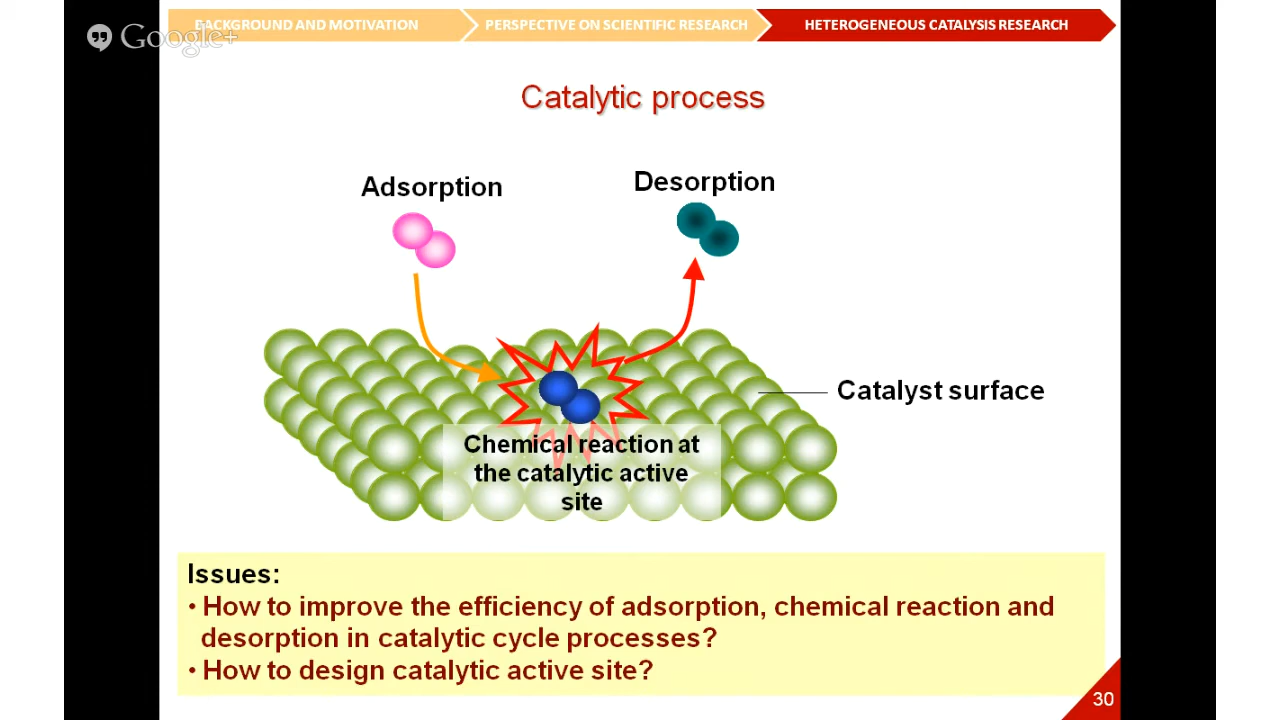 BACKGROUND AND MOTIVATION
PERSPECTIVE ON SCIENTIFIC RESEARCH
HETEROGENEOUS CATALYSIS RESEARCH
Google+
Catalytic process
Adsorption
Desorption
Catalyst surface
Chemical reaction at
the catalytic active
site
Issues:
• How to improve the efficiency of adsorption, chemical reaction and
desorption in catalytic cycle processes?
• How to design catalytic active site?
30